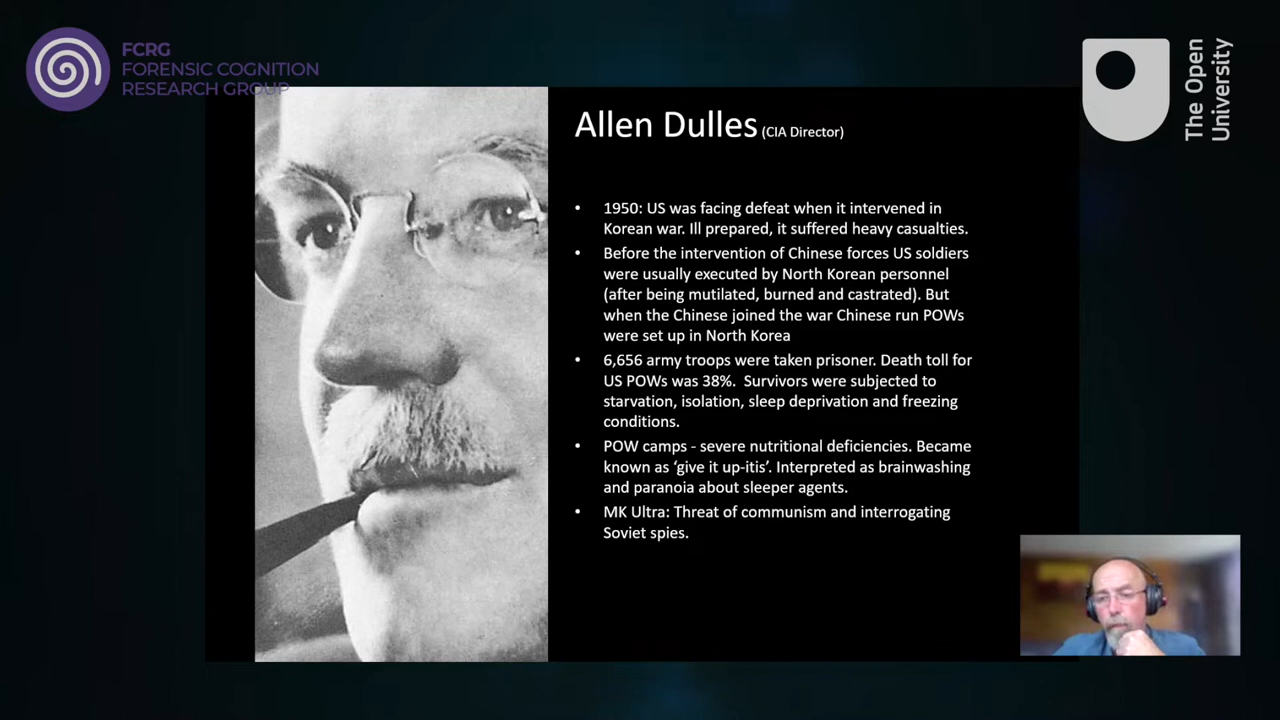 FCRG
FORENSIC COGNITION
RESEARCH GROUP
The Open
University
Allen Dulles (CIA Director)
• 1950: US was facing defeat when it intervened in
Korean war. Ill prepared, it suffered heavy casualties.
• Before the intervention of Chinese forces US soldiers
were usually executed by North Korean personnel
(after being mutilated, burned and castrated). But
when the Chinese joined the war Chinese run POWs
were set up in North Korea
• 6,656 army troops were taken prisoner. Death toll for
US POWs was 38%.  Survivors were subjected to
starvation, isolation, sleep deprivation and freezing
conditions.
• POW camps - severe nutritional deficiencies. Became
known as ‘give it up-itis’. Interpreted as brainwashing
and paranoia about sleeper agents.
• MK Ultra: Threat of communism and interrogating
Soviet spies.